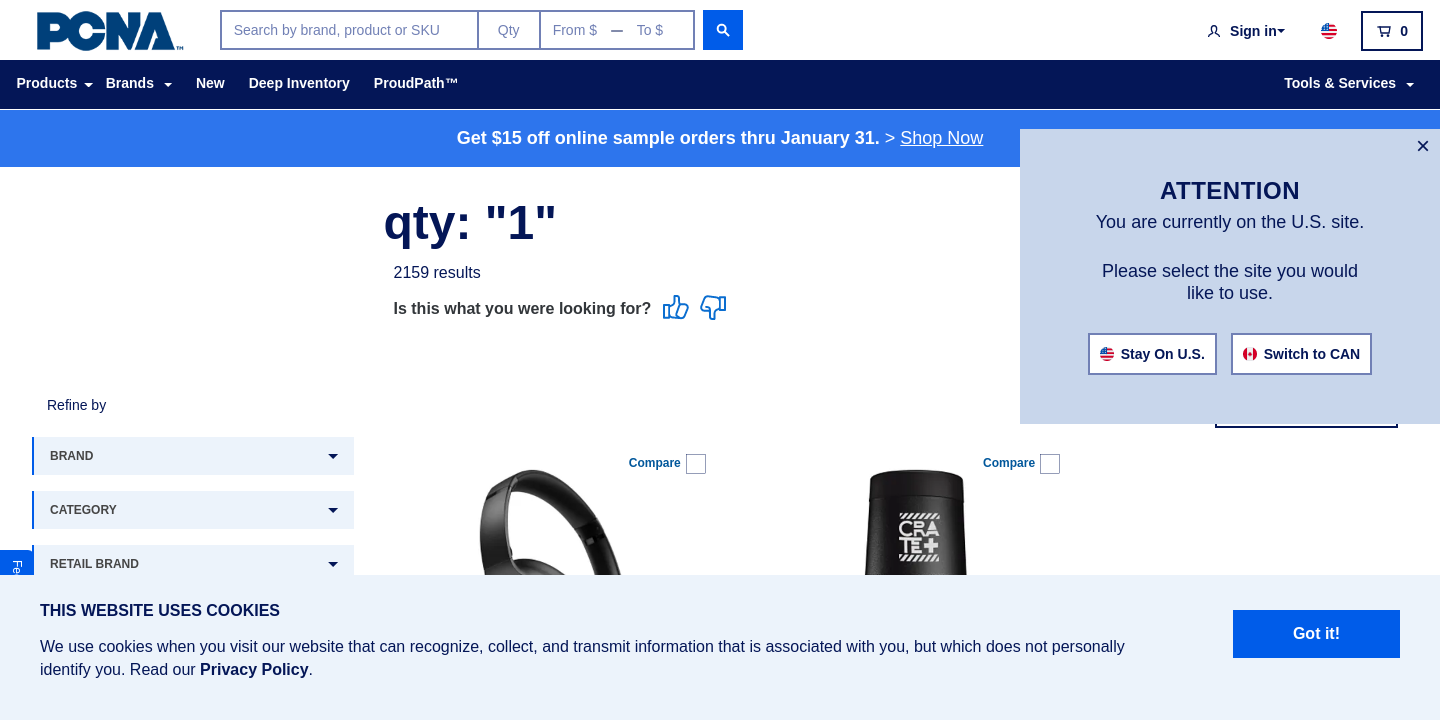 PCNA™
Search by brand, product or SKU
Qty
From $ — To $
Sign in
0
Products
Brands
New
Deep Inventory
ProudPath™
Tools & Services
Get $15 off online sample orders thru January 31. > Shop Now
×
ATTENTION
You are currently on the U.S. site.
Please select the site you would
like to use.
Stay On U.S.
Switch to CAN
qty: "1"
2159 results
Is this what you were looking for?
Refine by
BRAND
CATEGORY
RETAIL BRAND
Compare
Compare
CRATE+
THIS WEBSITE USES COOKIES
We use cookies when you visit our website that can recognize, collect, and transmit information that is associated with you, but which does not personally
identify you. Read our Privacy Policy.
Got it!